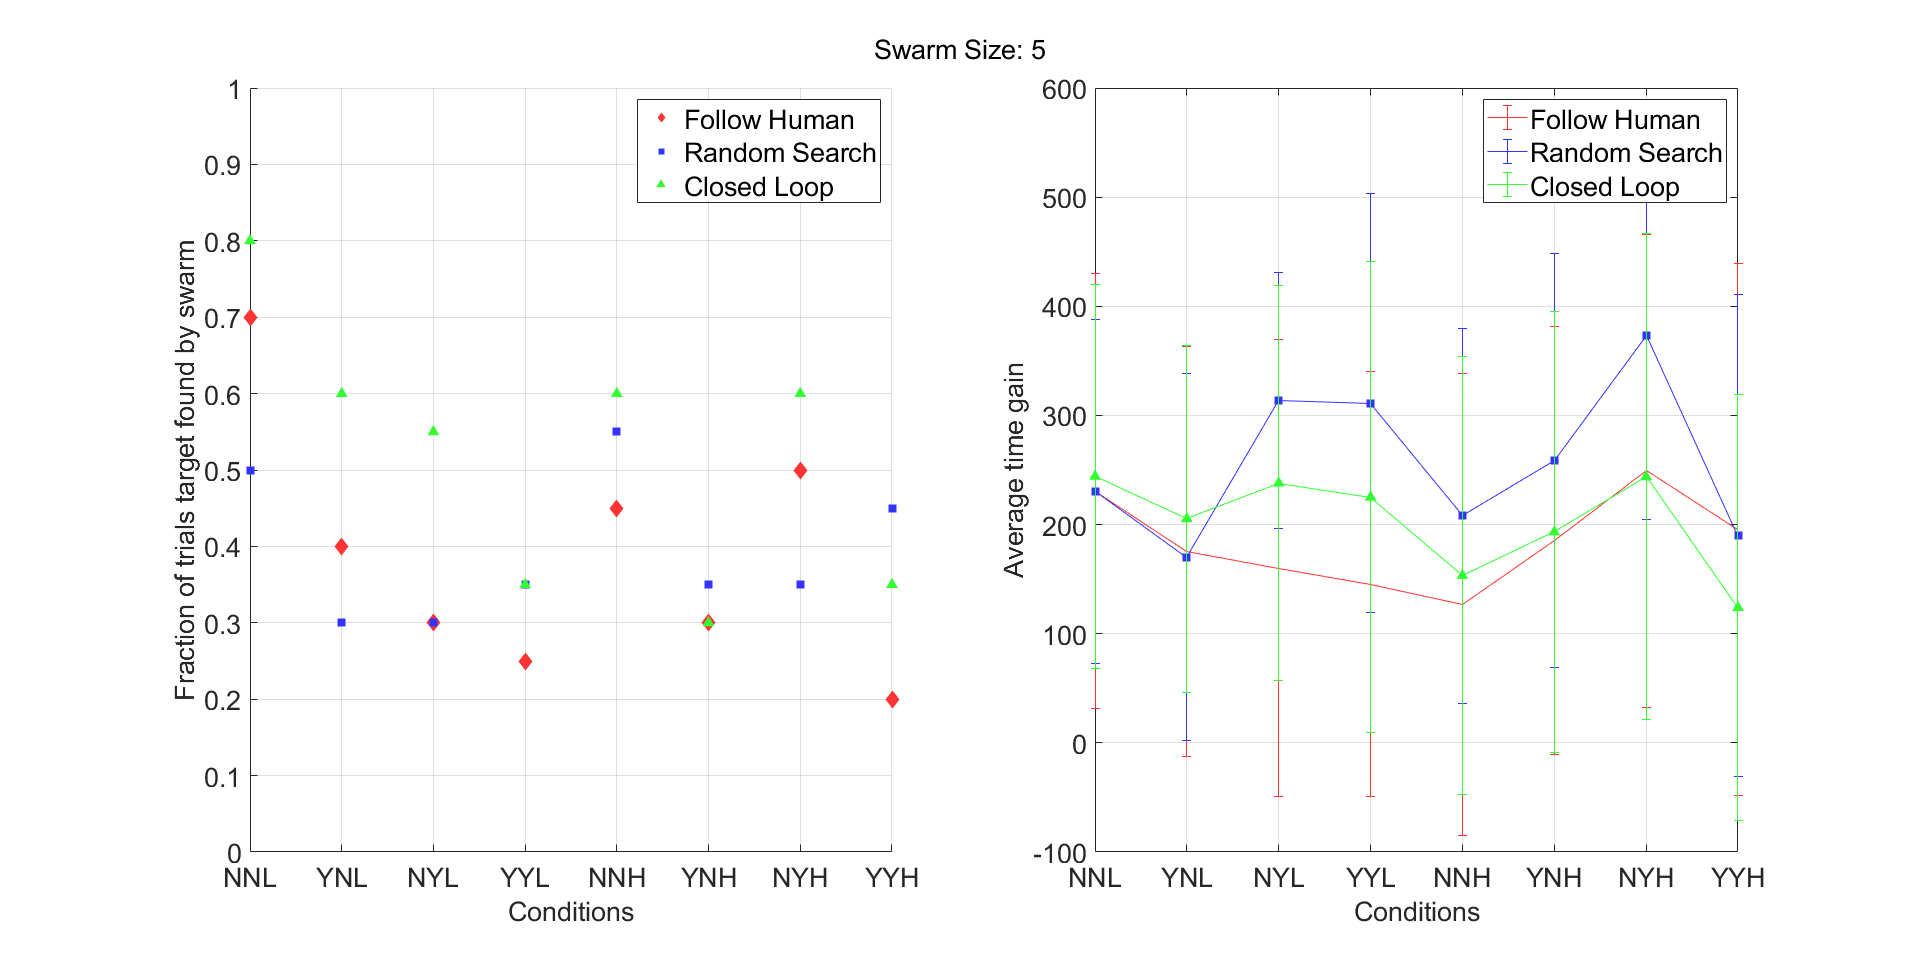 Swarm Size: 5
Fraction of trials target found by swarm
1
0.9
0.8
0.7
0.6
0.5
0.4
0.3
0.2
0.1
0
Follow Human
Random Search
Closed Loop
NNL YNL NYL YYL NNH YNH NYH YYH
Conditions
Average time gain
600
500
400
300
200
100
0
-100
Follow Human
Random Search
Closed Loop
NNL YNL NYL YYL NNH YNH NYH YYH
Conditions